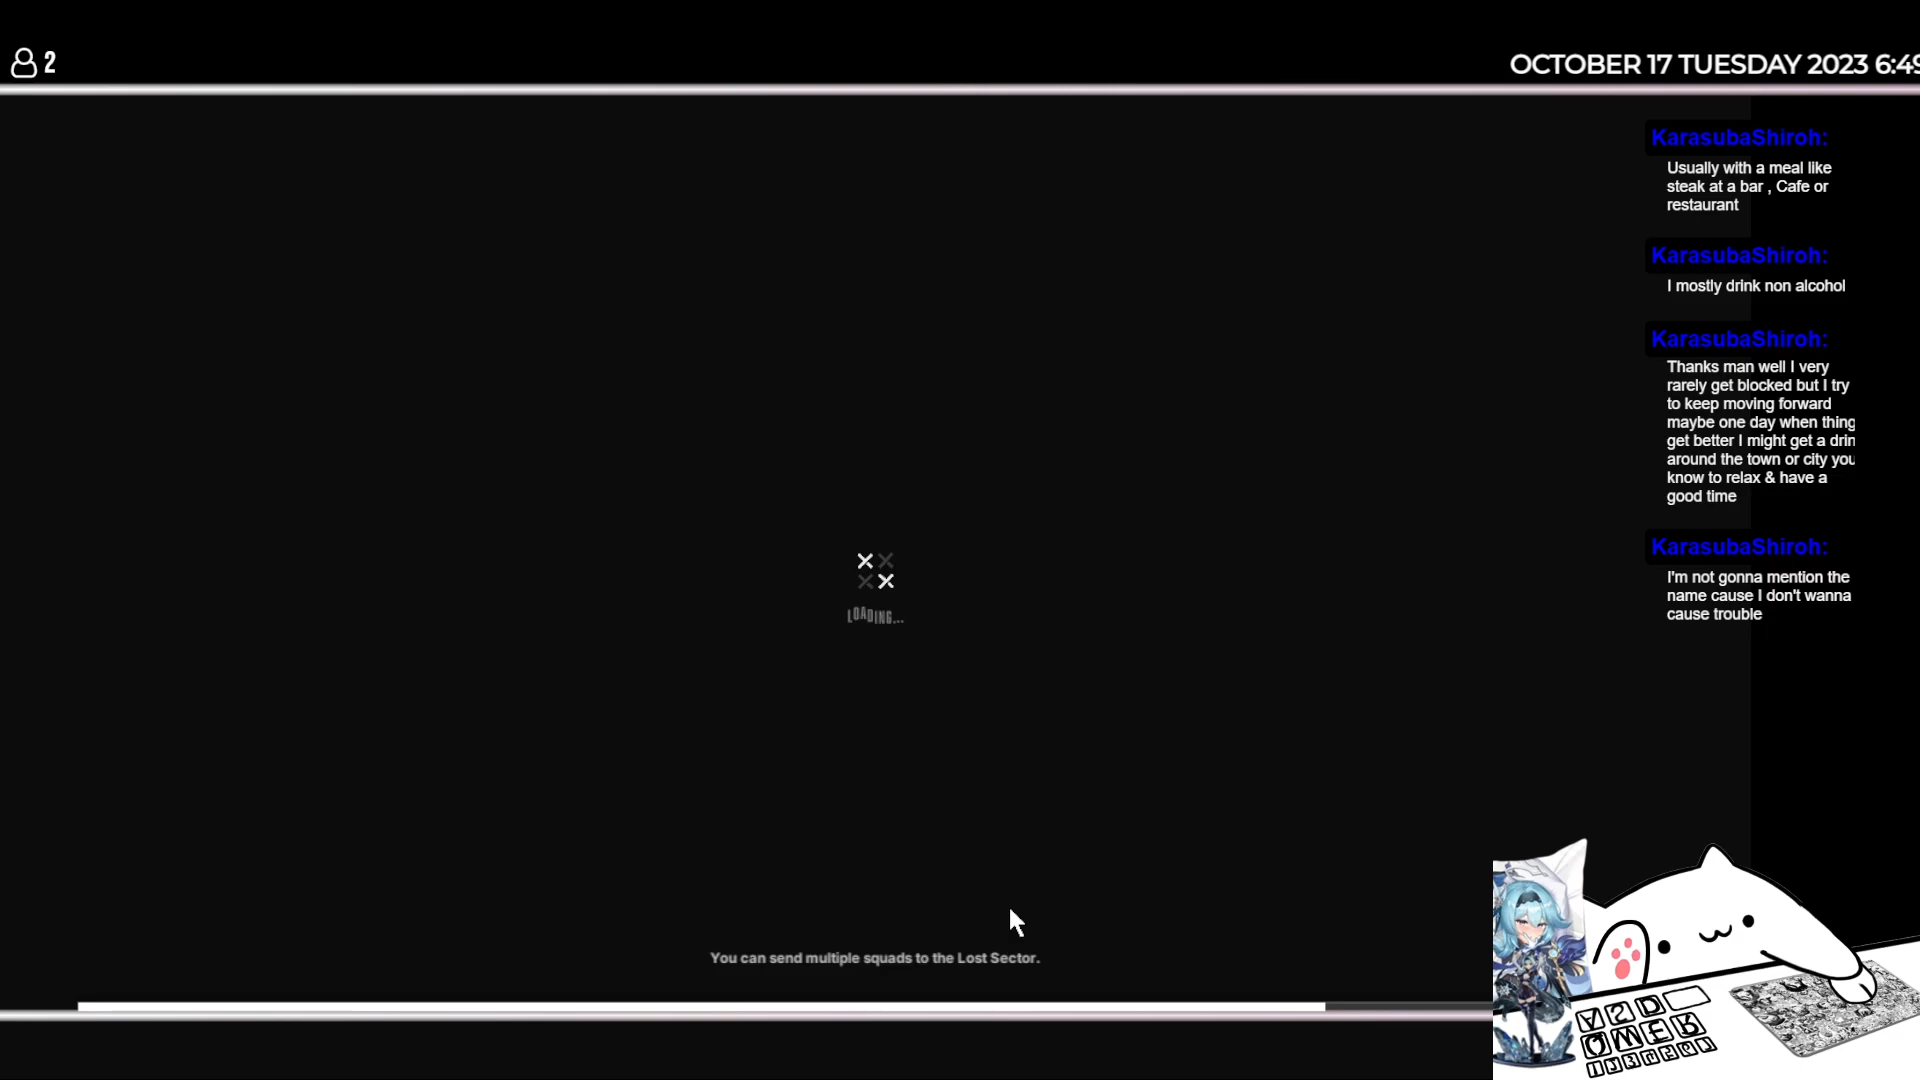 2
OCTOBER 17 TUESDAY 2023 6:49
KarasubaShiroh:
Usually with a meal like
steak at a bar , Cafe or
restaurant
KarasubaShiroh:
I mostly drink non alcohol
KarasubaShiroh:
Thanks man well I very
rarely get blocked but I try
to keep moving forward
maybe one day when thing
get better I might get a drin
around the town or city you
know to relax & have a
good time
KarasubaShiroh:
I'm not gonna mention the
name cause I don't wanna
cause trouble
LOADING...
You can send multiple squads to the Lost Sector.